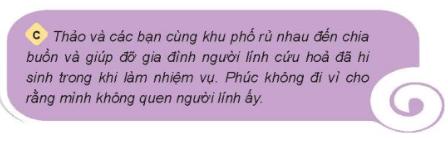 C Thảo và các bạn cùng khu phố rủ nhau đến chia
buồn và giúp đỡ gia đình người lính cứu hoả đã hi
sinh trong khi làm nhiệm vụ. Phúc không đi vì cho
rằng mình không quen người lính ấy.